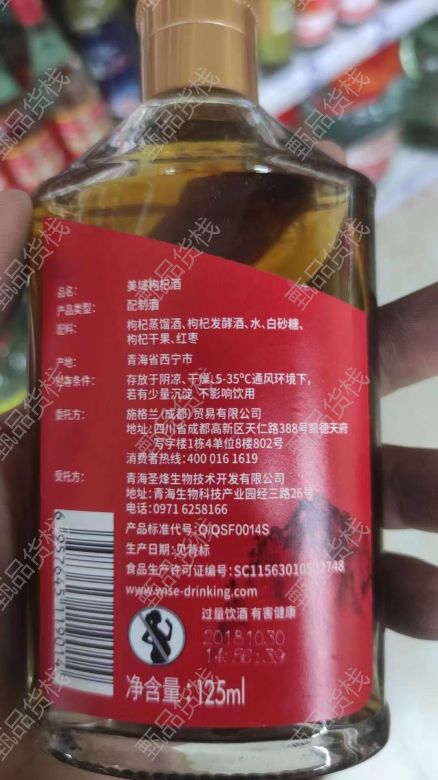 品名： 美域枸杞酒
产品类型： 配制酒
配料： 枸杞蒸馏酒、枸杞发酵酒、水、白砂糖、
枸杞干果、红枣
产地： 青海省西宁市
贮存条件： 存放于阴凉、干燥、5-35℃通风环境下，
若有少量沉淀,不影响饮用
委托方： 施格兰(成都)贸易有限公司
地址:四川省成都高新区天仁路388号凯德天府
写字楼1栋4单位8楼802号
消费者热线:400 016 1619
受托方： 青海圣烽生物技术开发有限公司
地址:青海生物科技产业园经三路26号
电话:0971 6258166
产品标准代号:Q/QSF0014S
生产日期:见瓶标
食品生产许可证编号:
www.wise-drinking.com
过量饮酒 有害健康
2018.10.30
14:56:39
净含量:125ml
甄品货栈